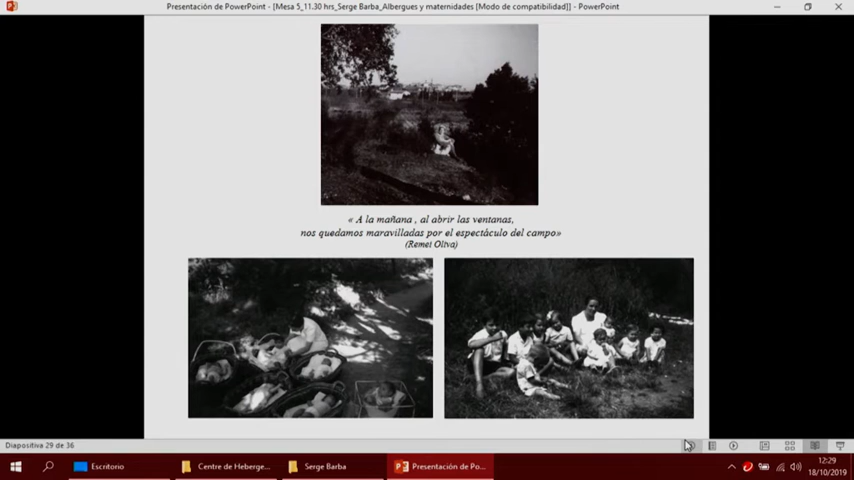 Presentación de PowerPoint - [Mesa 5_11.30 hrs_Serge Barba_Albergues y maternidades [Modo de compatibilidad]] - PowerPoint
« A la mañana , al abrir las ventanas,
nos quedamos maravilladas por el espectáculo del campo»
(Remei Oliva)
Diapositiva 29 de 36
Escritorio
Centre de Heberge...
Serge Barba
Presentación de Po...
12:29
18/10/2019